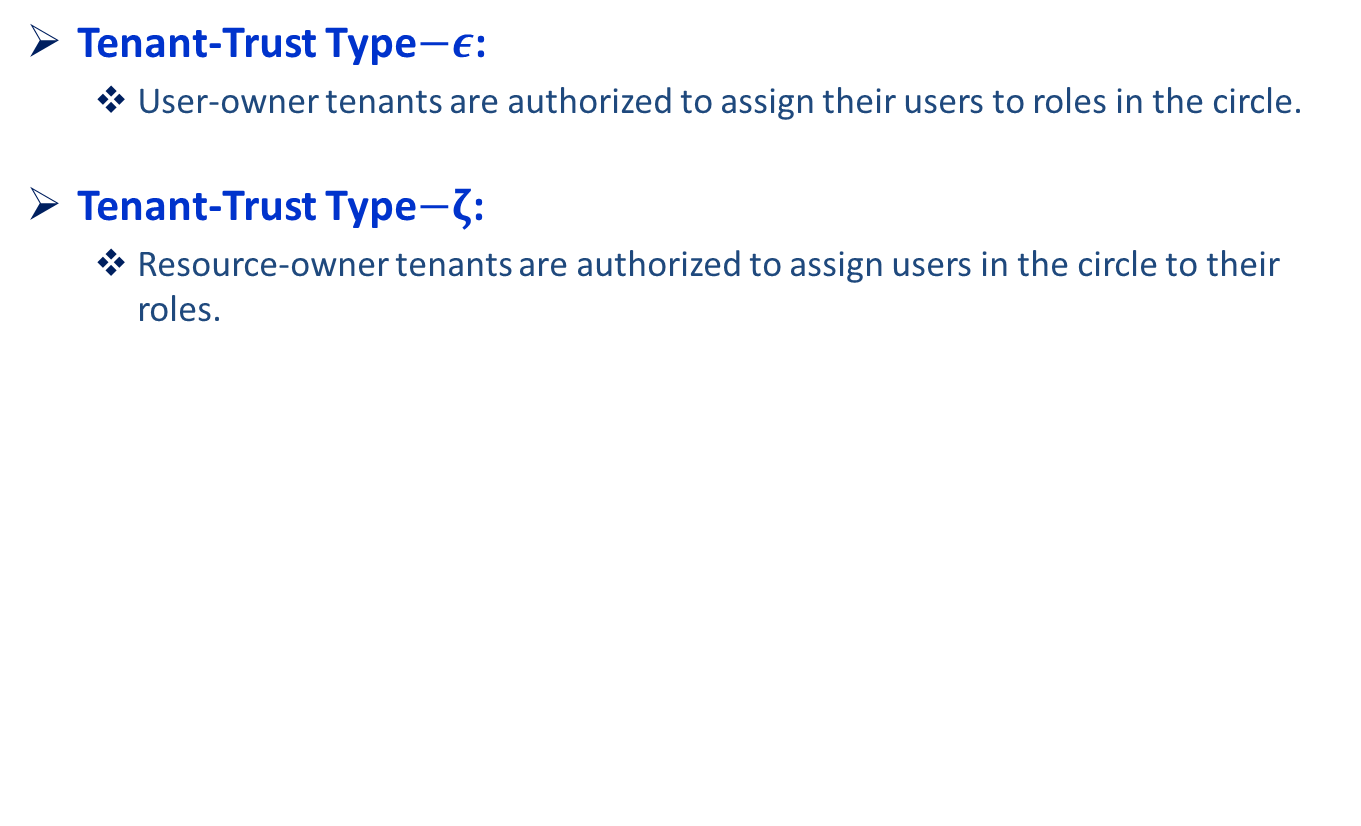 ➢ Tenant-Trust Type−ϵ:
❖ User-owner tenants are authorized to assign their users to roles in the circle.
➢ Tenant-Trust Type−ζ:
❖ Resource-owner tenants are authorized to assign users in the circle to their
roles.